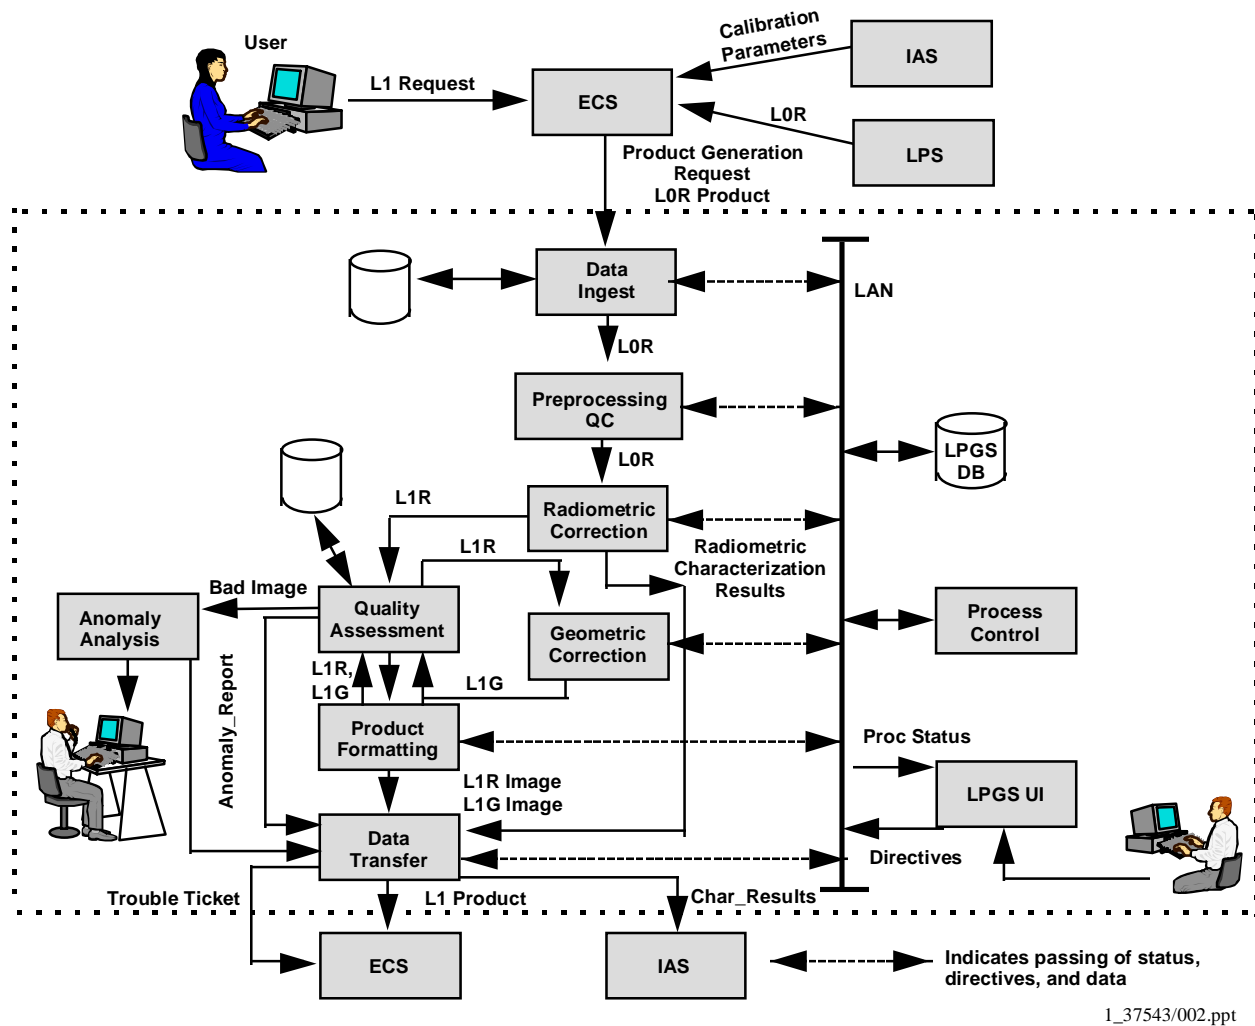 User
L1 Request
ECS
Calibration
Parameters
IAS
L0R
LPS
Product Generation
Request
L0R Product
Data
Ingest
LAN
L0R
Preprocessing
QC
L0R
LPGS
DB
L1R
Radiometric
Correction
L1R
Radiometric
Characterization
Results
Bad Image
Anomaly
Analysis
Quality
Assessment
Geometric
Correction
Process
Control
Anomaly_Report
L1R,
L1G
L1G
Product
Formatting
Proc Status
L1R Image
L1G Image
LPGS UI
Data
Transfer
Directives
Trouble Ticket
L1 Product
Char_Results
ECS
IAS
Indicates passing of status,
directives, and data
1_37543/002.ppt